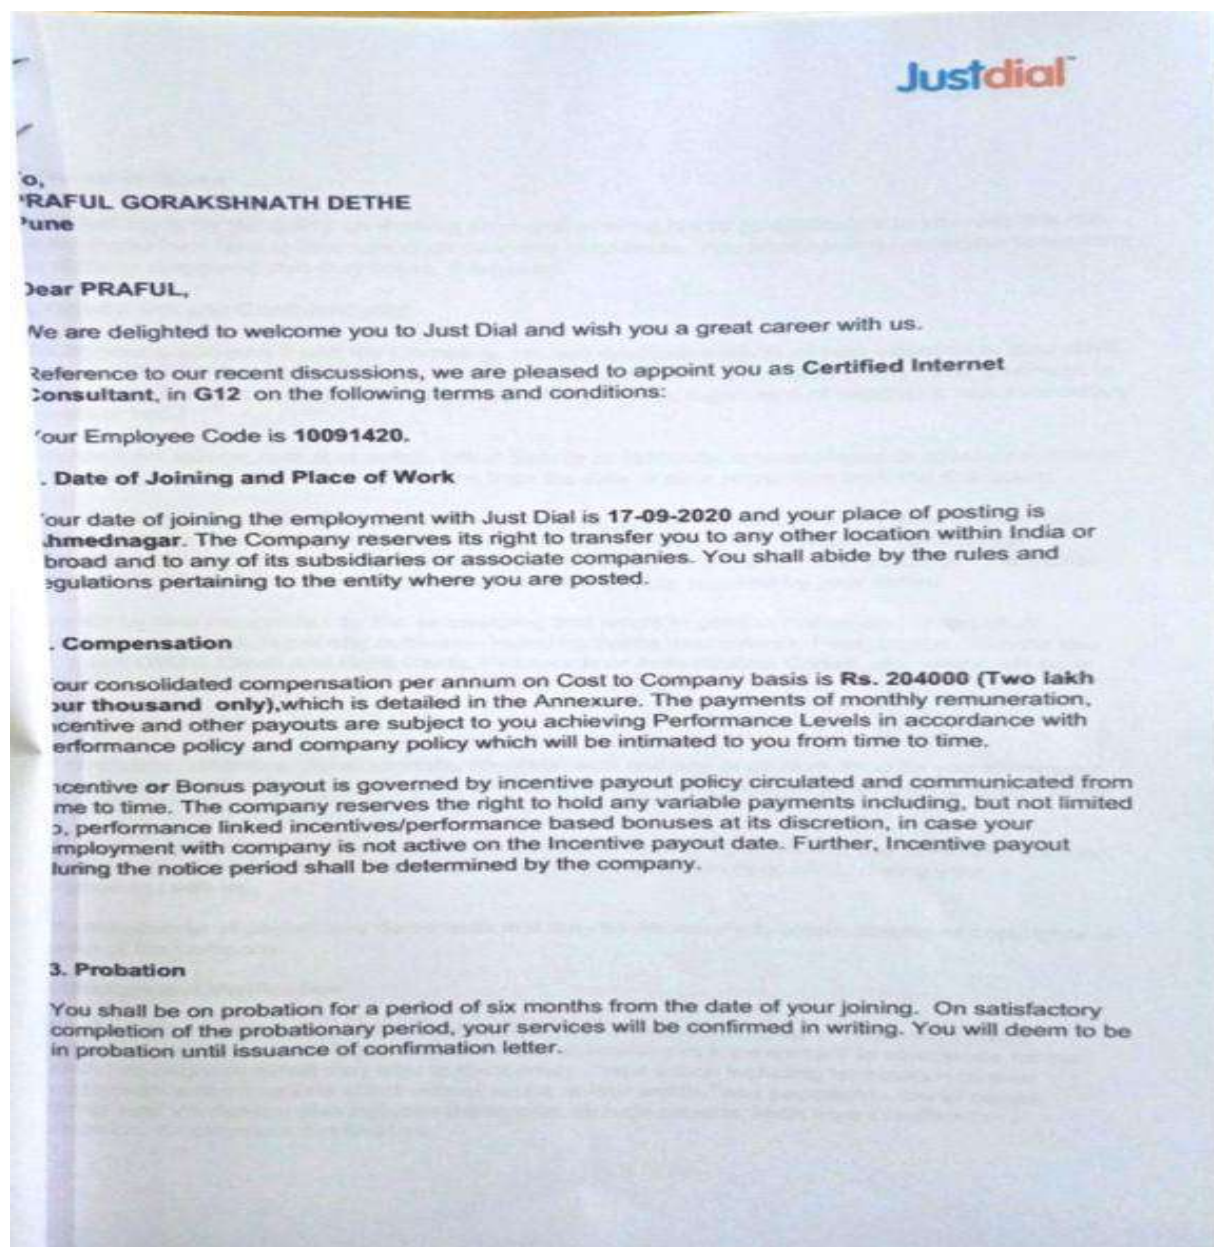 Justdial™
o,
RAFUL GORAKSHNATH DETHE
une
Dear PRAFUL,
We are delighted to welcome you to Just Dial and wish you a great career with us.
Reference to our recent discussions, we are pleased to appoint you as Certified Internet
Consultant, in G12 on the following terms and conditions:
our Employee Code is 10091420.
. Date of Joining and Place of Work
our date of joining the employment with Just Dial is 17-09-2020 and your place of posting is
hmednagar. The Company reserves its right to transfer you to any other location within India or
broad and to any of its subsidiaries or associate companies. You shall abide by the rules and
egulations pertaining to the entity where you are posted.
. Compensation
our consolidated compensation per annum on Cost to Company basis is Rs. 204000 (Two lakh
our thousand only),which is detailed in the Annexure. The payments of monthly remuneration,
ncentive and other payouts are subject to you achieving Performance Levels in accordance with
erformance policy and company policy which will be intimated to you from time to time.
ncentive or Bonus payout is governed by incentive payout policy circulated and communicated from
me to time. The company reserves the right to hold any variable payments including, but not limited
o, performance linked incentives/performance based bonuses at its discretion, in case your
mployment with company is not active on the Incentive payout date. Further, Incentive payout
during the notice period shall be determined by the company.
3. Probation
You shall be on probation for a period of six months from the date of your joining. On satisfactory
completion of the probationary period, your services will be confirmed in writing. You will deem to be
in probation until issuance of confirmation letter.